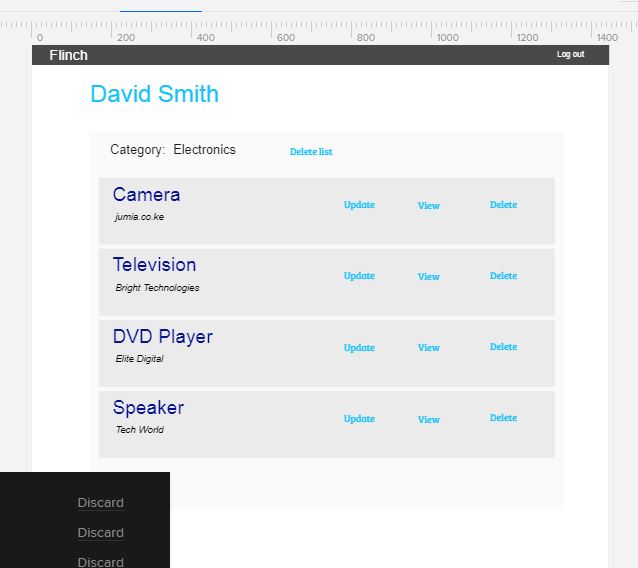 0 200 400 600 800 1000 1200 1400
Flinch Log out
David Smith
Category: Electronics Delete list
Camera Update View Delete
jumia.co.ke
Television Update View Delete
Bright Technologies
DVD Player Update View Delete
Elite Digital
Speaker Update View Delete
Tech World
Discard
Discard
Discard